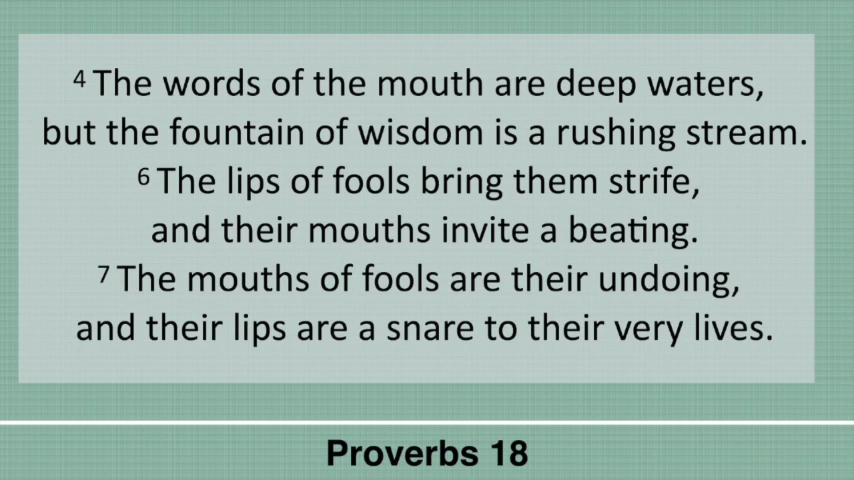 4 The words of the mouth are deep waters,
but the fountain of wisdom is a rushing stream.
6 The lips of fools bring them strife,
and their mouths invite a beating.
7 The mouths of fools are their undoing,
and their lips are a snare to their very lives.
Proverbs 18